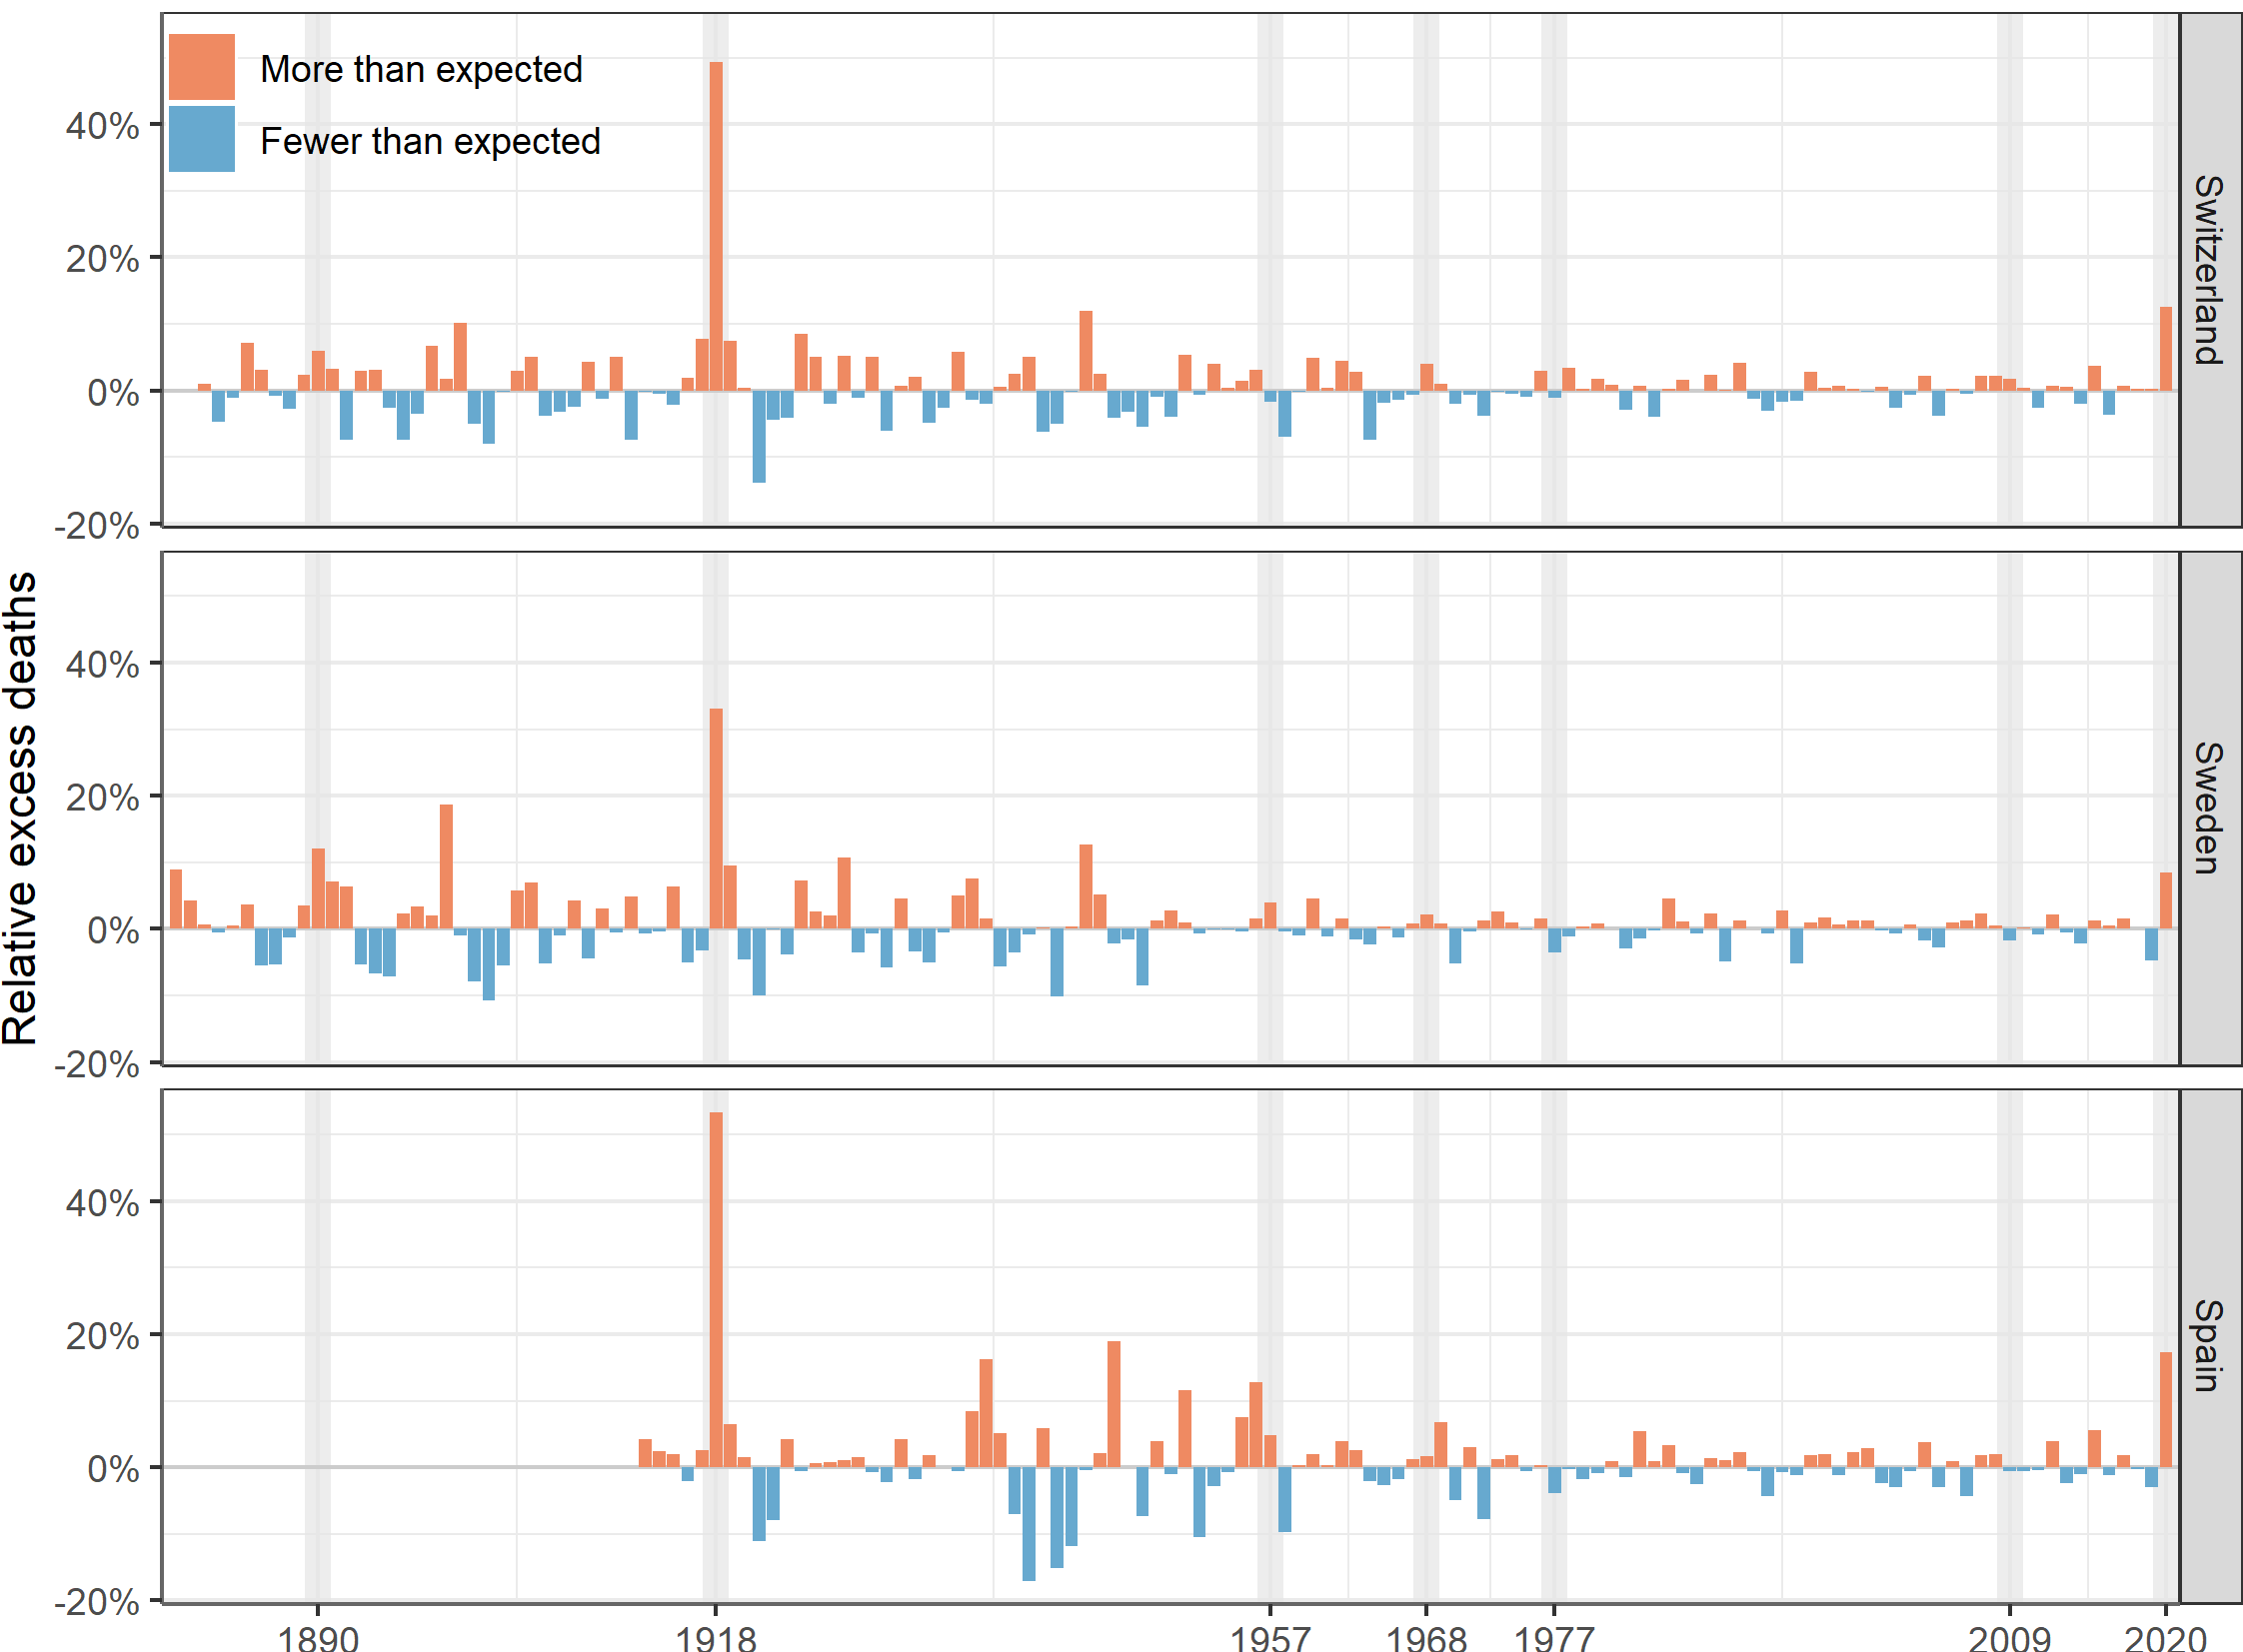 More than expected
Fewer than expected
40%
20%
0%
-20%
Switzerland
Relative excess deaths
40%
20%
0%
-20%
Sweden
40%
20%
0%
-20%
Spain
1890 1918 1957 1968 1977 2009 2020